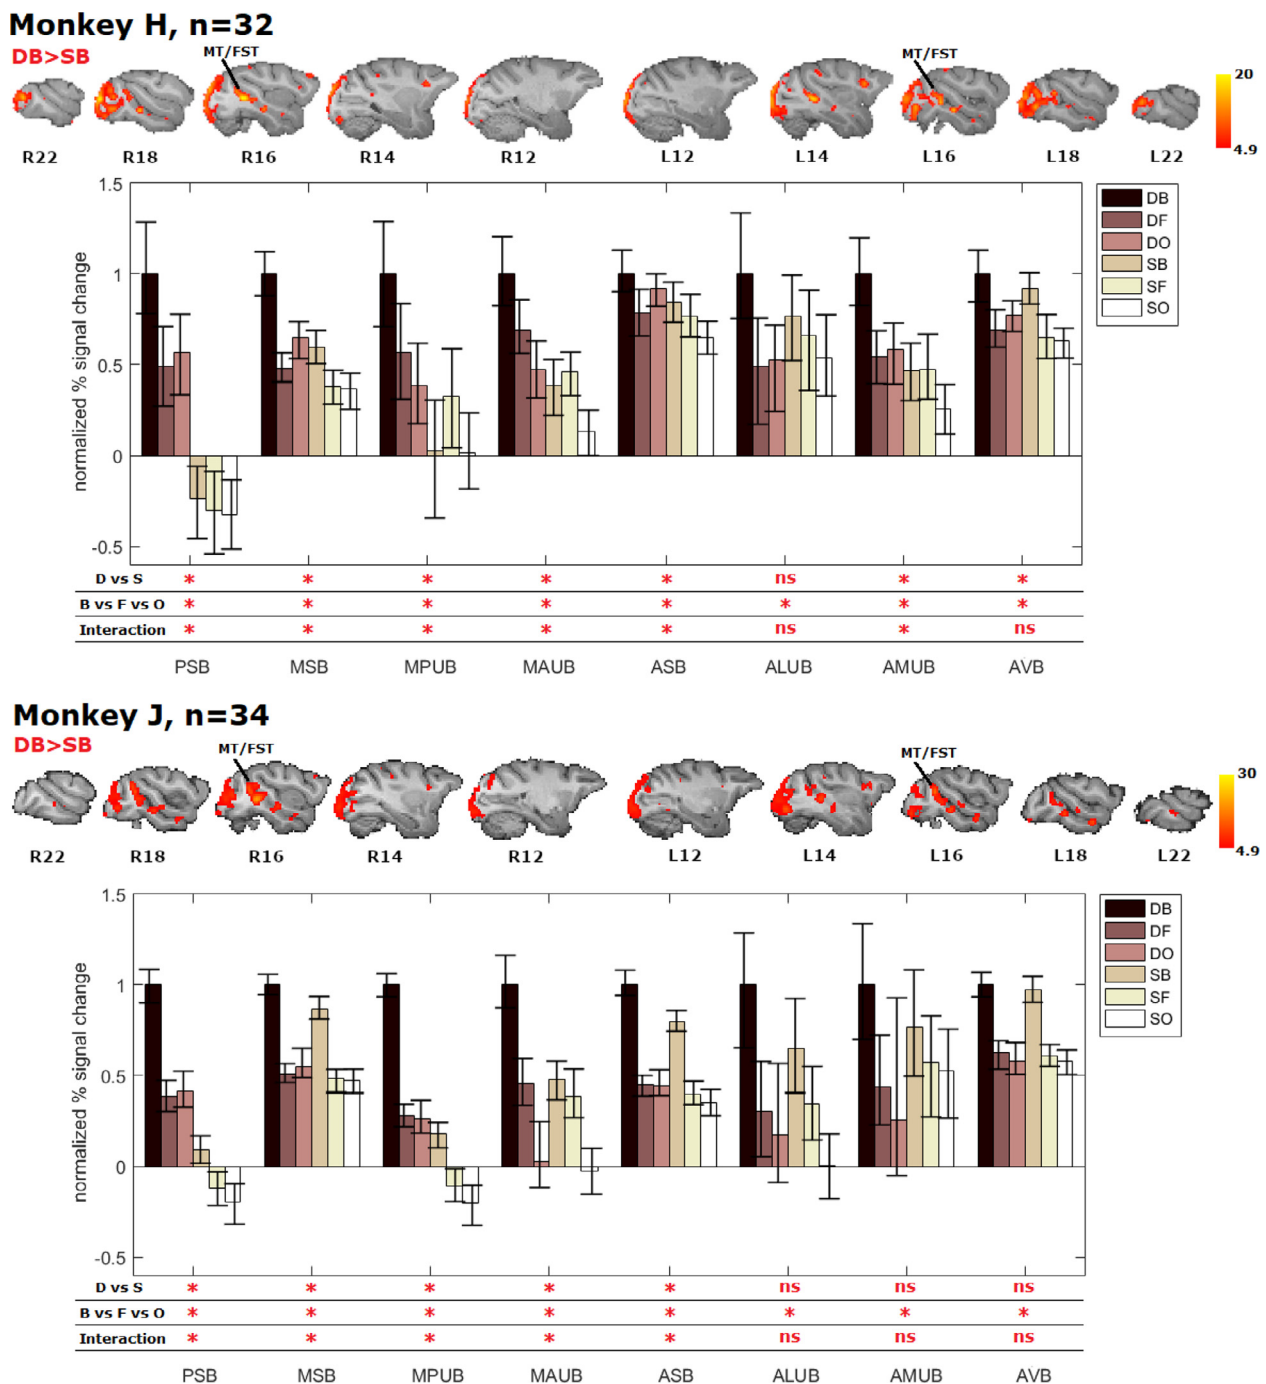 Monkey H, n=32
DB>SB
MT/FST MT/FST
20
4.9
R22 R18 R16 R14 R12 L12 L14 L16 L18 L22
normalized % signal change
1.5
1
0.5
0
-0.5
DB
DF
DO
SB
SF
SO
D vs S * * * * * ns * *
B vs F vs O * * * * * * * *
Interaction * * * * * ns * ns
PSB MSB MPUB MAUB ASB ALUB AMUB AVB
Monkey J, n=34
DB>SB
MT/FST MT/FST
30
4.9
R22 R18 R16 R14 R12 L12 L14 L16 L18 L22
normalized % signal change
1.5
1
0.5
0
-0.5
DB
DF
DO
SB
SF
SO
D vs S * * * * * ns ns ns
B vs F vs O * * * * * * * *
Interaction * * * * * ns ns ns
PSB MSB MPUB MAUB ASB ALUB AMUB AVB